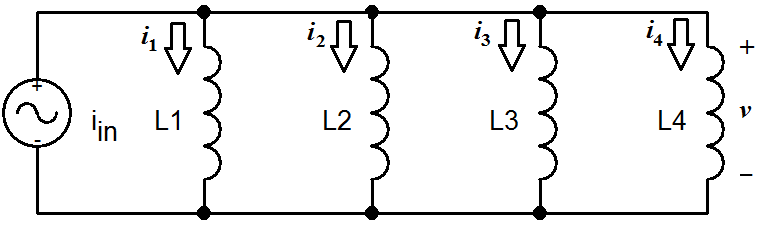 i1 i2 i3 i4 +
+
iin L1 L2 L3 L4 v
- −